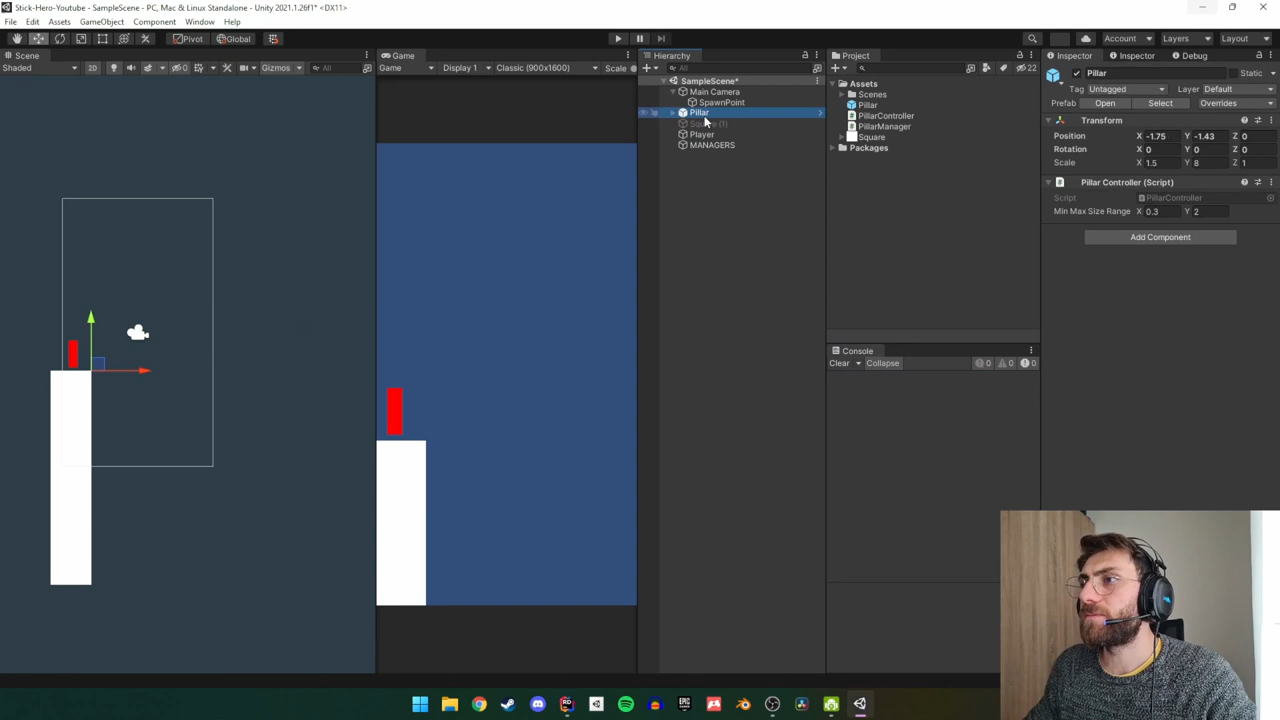 Stick-Hero-Youtube - SampleScene - PC, Mac & Linux Standalone - Unity 2021.1.26f1* <DX11>
File Edit Assets GameObject Component Window Help
Pivot Global Account Layers Layout
Scene
Shaded 2D 0 Gizmos All
Game
Game Display 1 Classic (900x1600) Scale
Hierarchy
All
SampleScene*
Main Camera
SpawnPoint
Pillar
Square (1)
Player
MANAGERS
Project
22
Assets
Scenes
Pillar
PillarController
PillarManager
Square
Packages
Console
Clear Collapse 0 0 0
Inspector Inspector Debug
Pillar Static
Tag Untagged Layer Default
Prefab Open Select Overrides
Transform
Position X -1.75 Y -1.43 Z 0
Rotation X 0 Y 0 Z 0
Scale X 1.5 Y 8 Z 1
Pillar Controller (Script)
Script PillarController
Min Max Size Range X 0.3 Y 2
Add Component